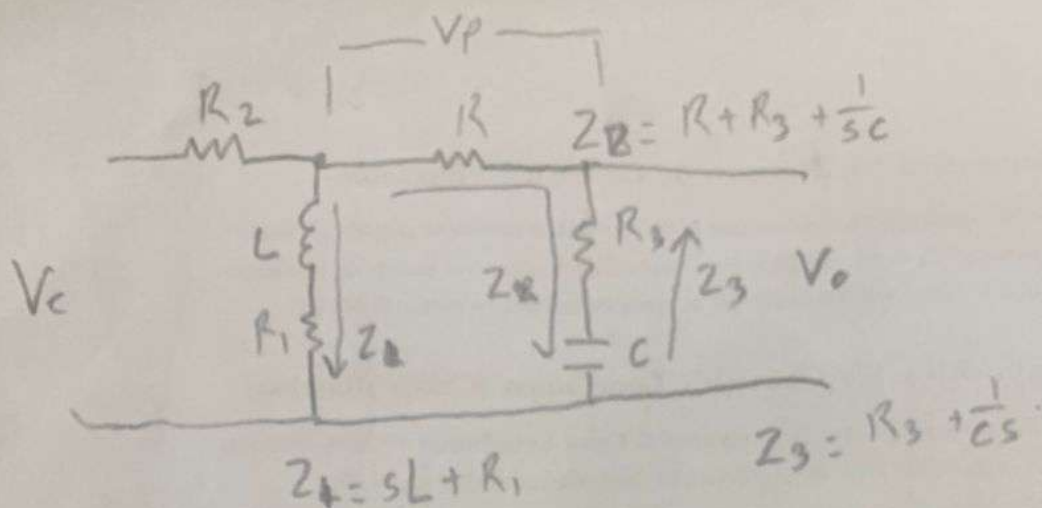 Vp
R2
R
ZB = R + R3 + 1/sC
L
R3
Z3
Vo
Vc
R1
C
Z3 = R3 + 1/cs
= sL + R1